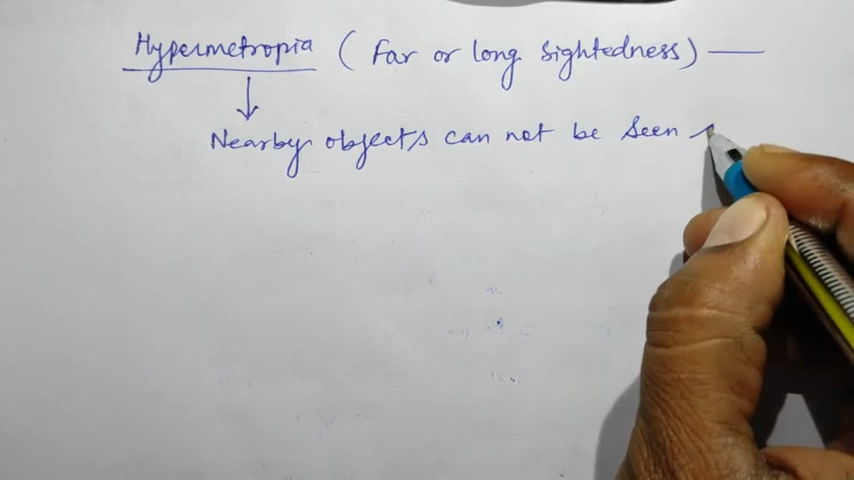 Hypermetropia (Far or long sightedness) —
Nearby objects can not be seen